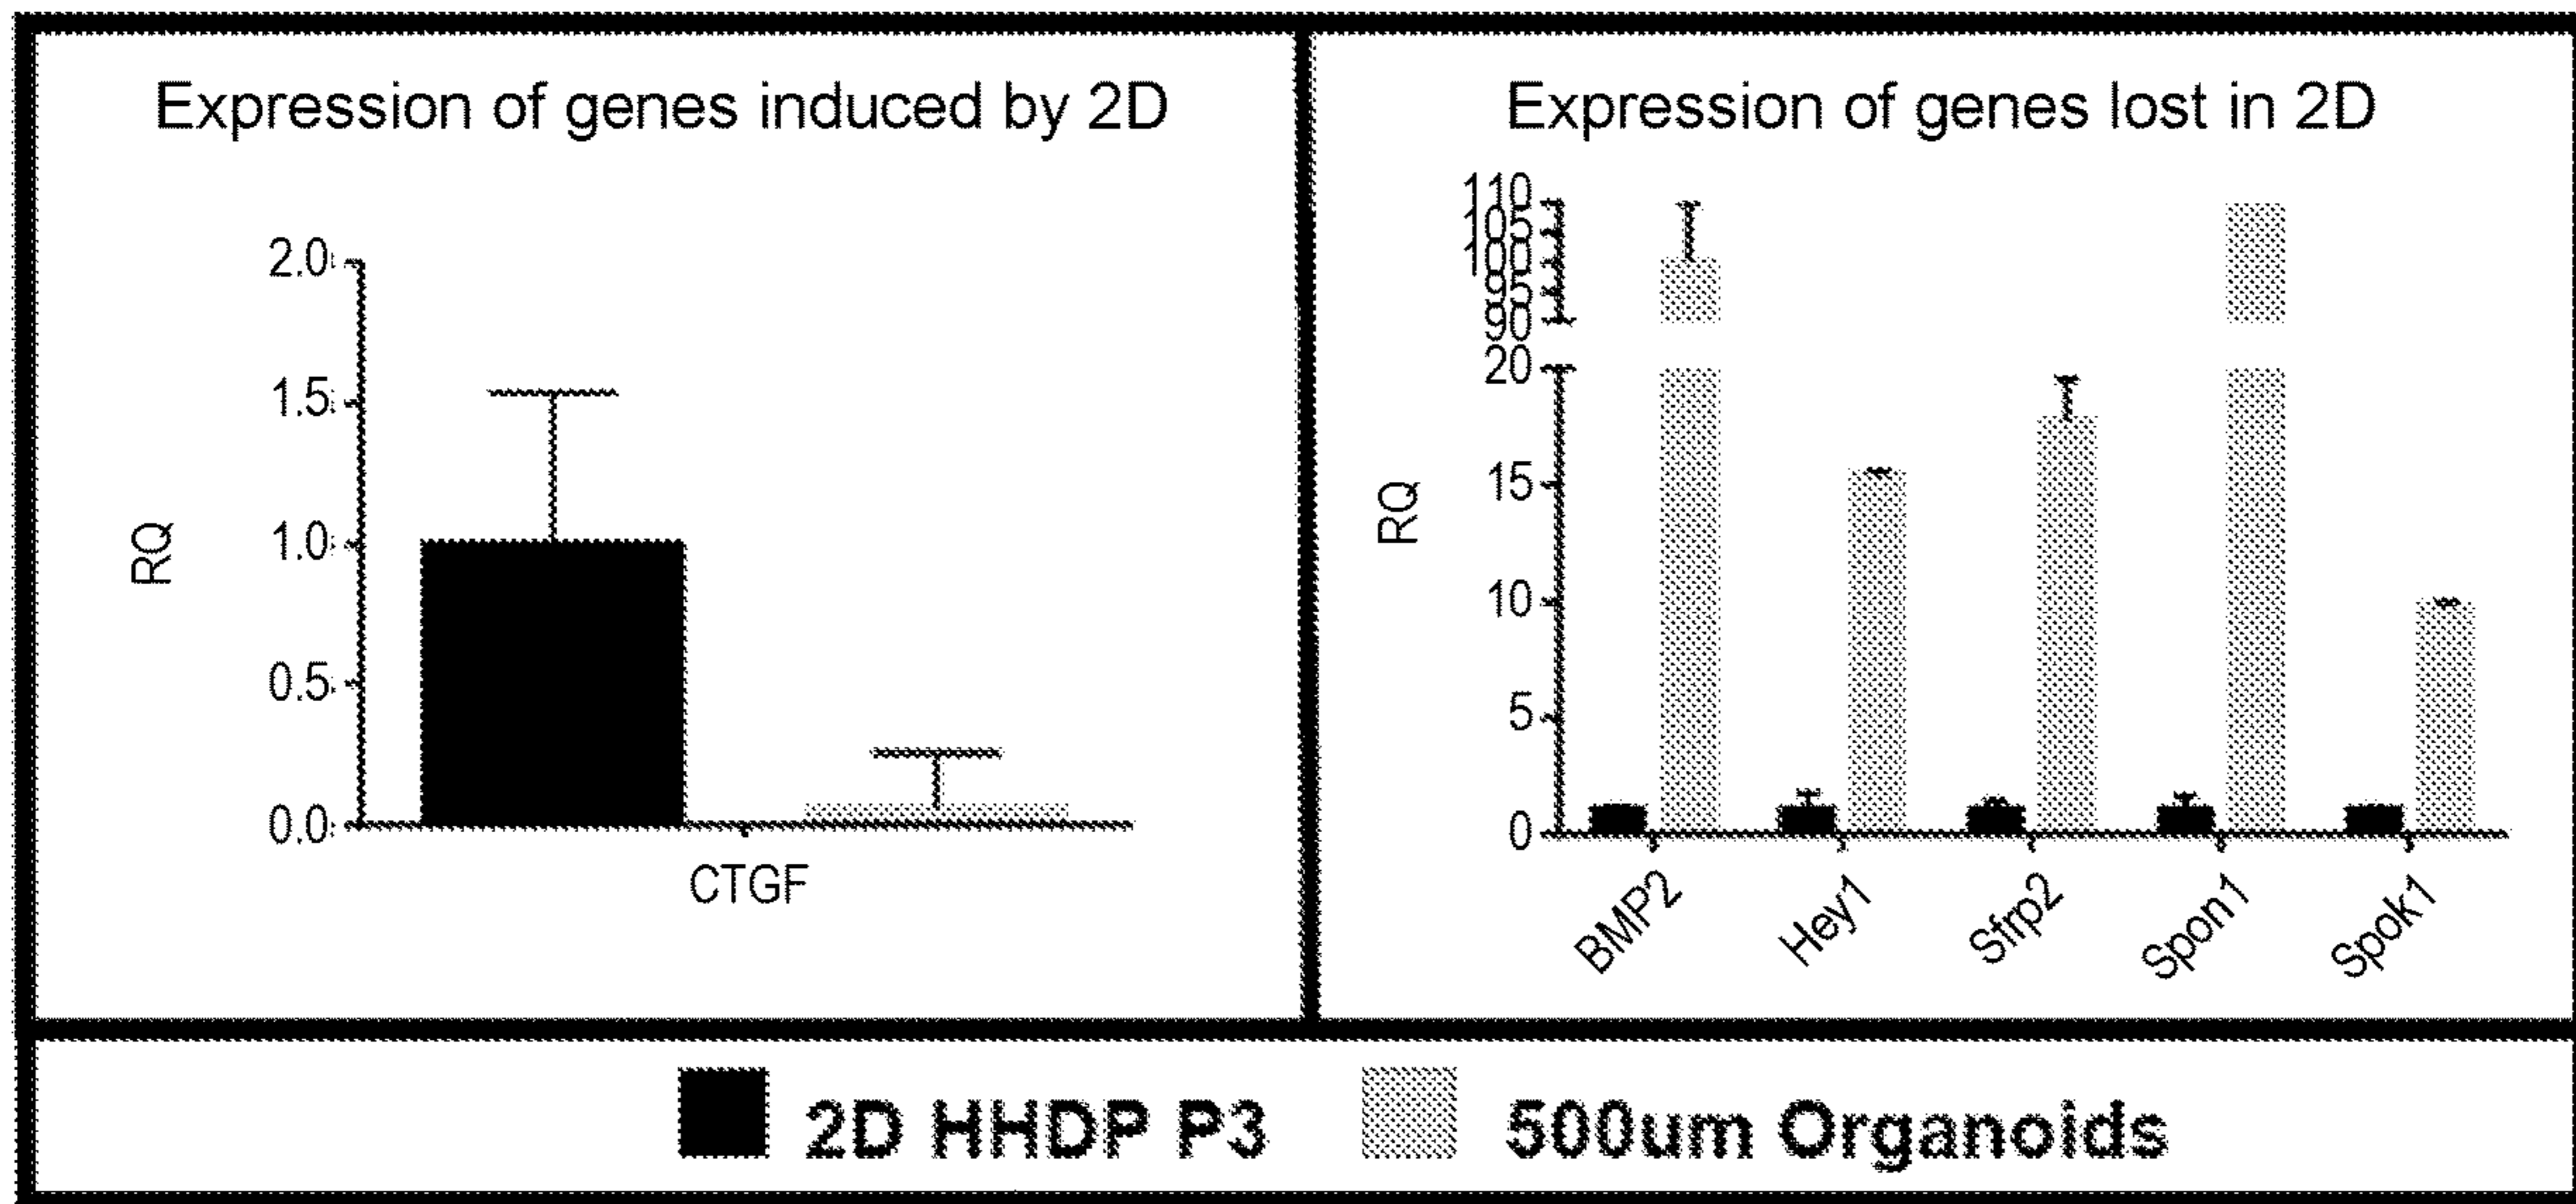 Expression of genes induced by 2D
RQ
2.0
1.5
1.0
0.5
0.0
CTGF
Expression of genes lost in 2D
RQ
110
105
100
95
90
20
15
10
5
0
BMP2
Hey1
Sfrp2
Spon1
Spok1
2D HHDP P3
500um Organoids